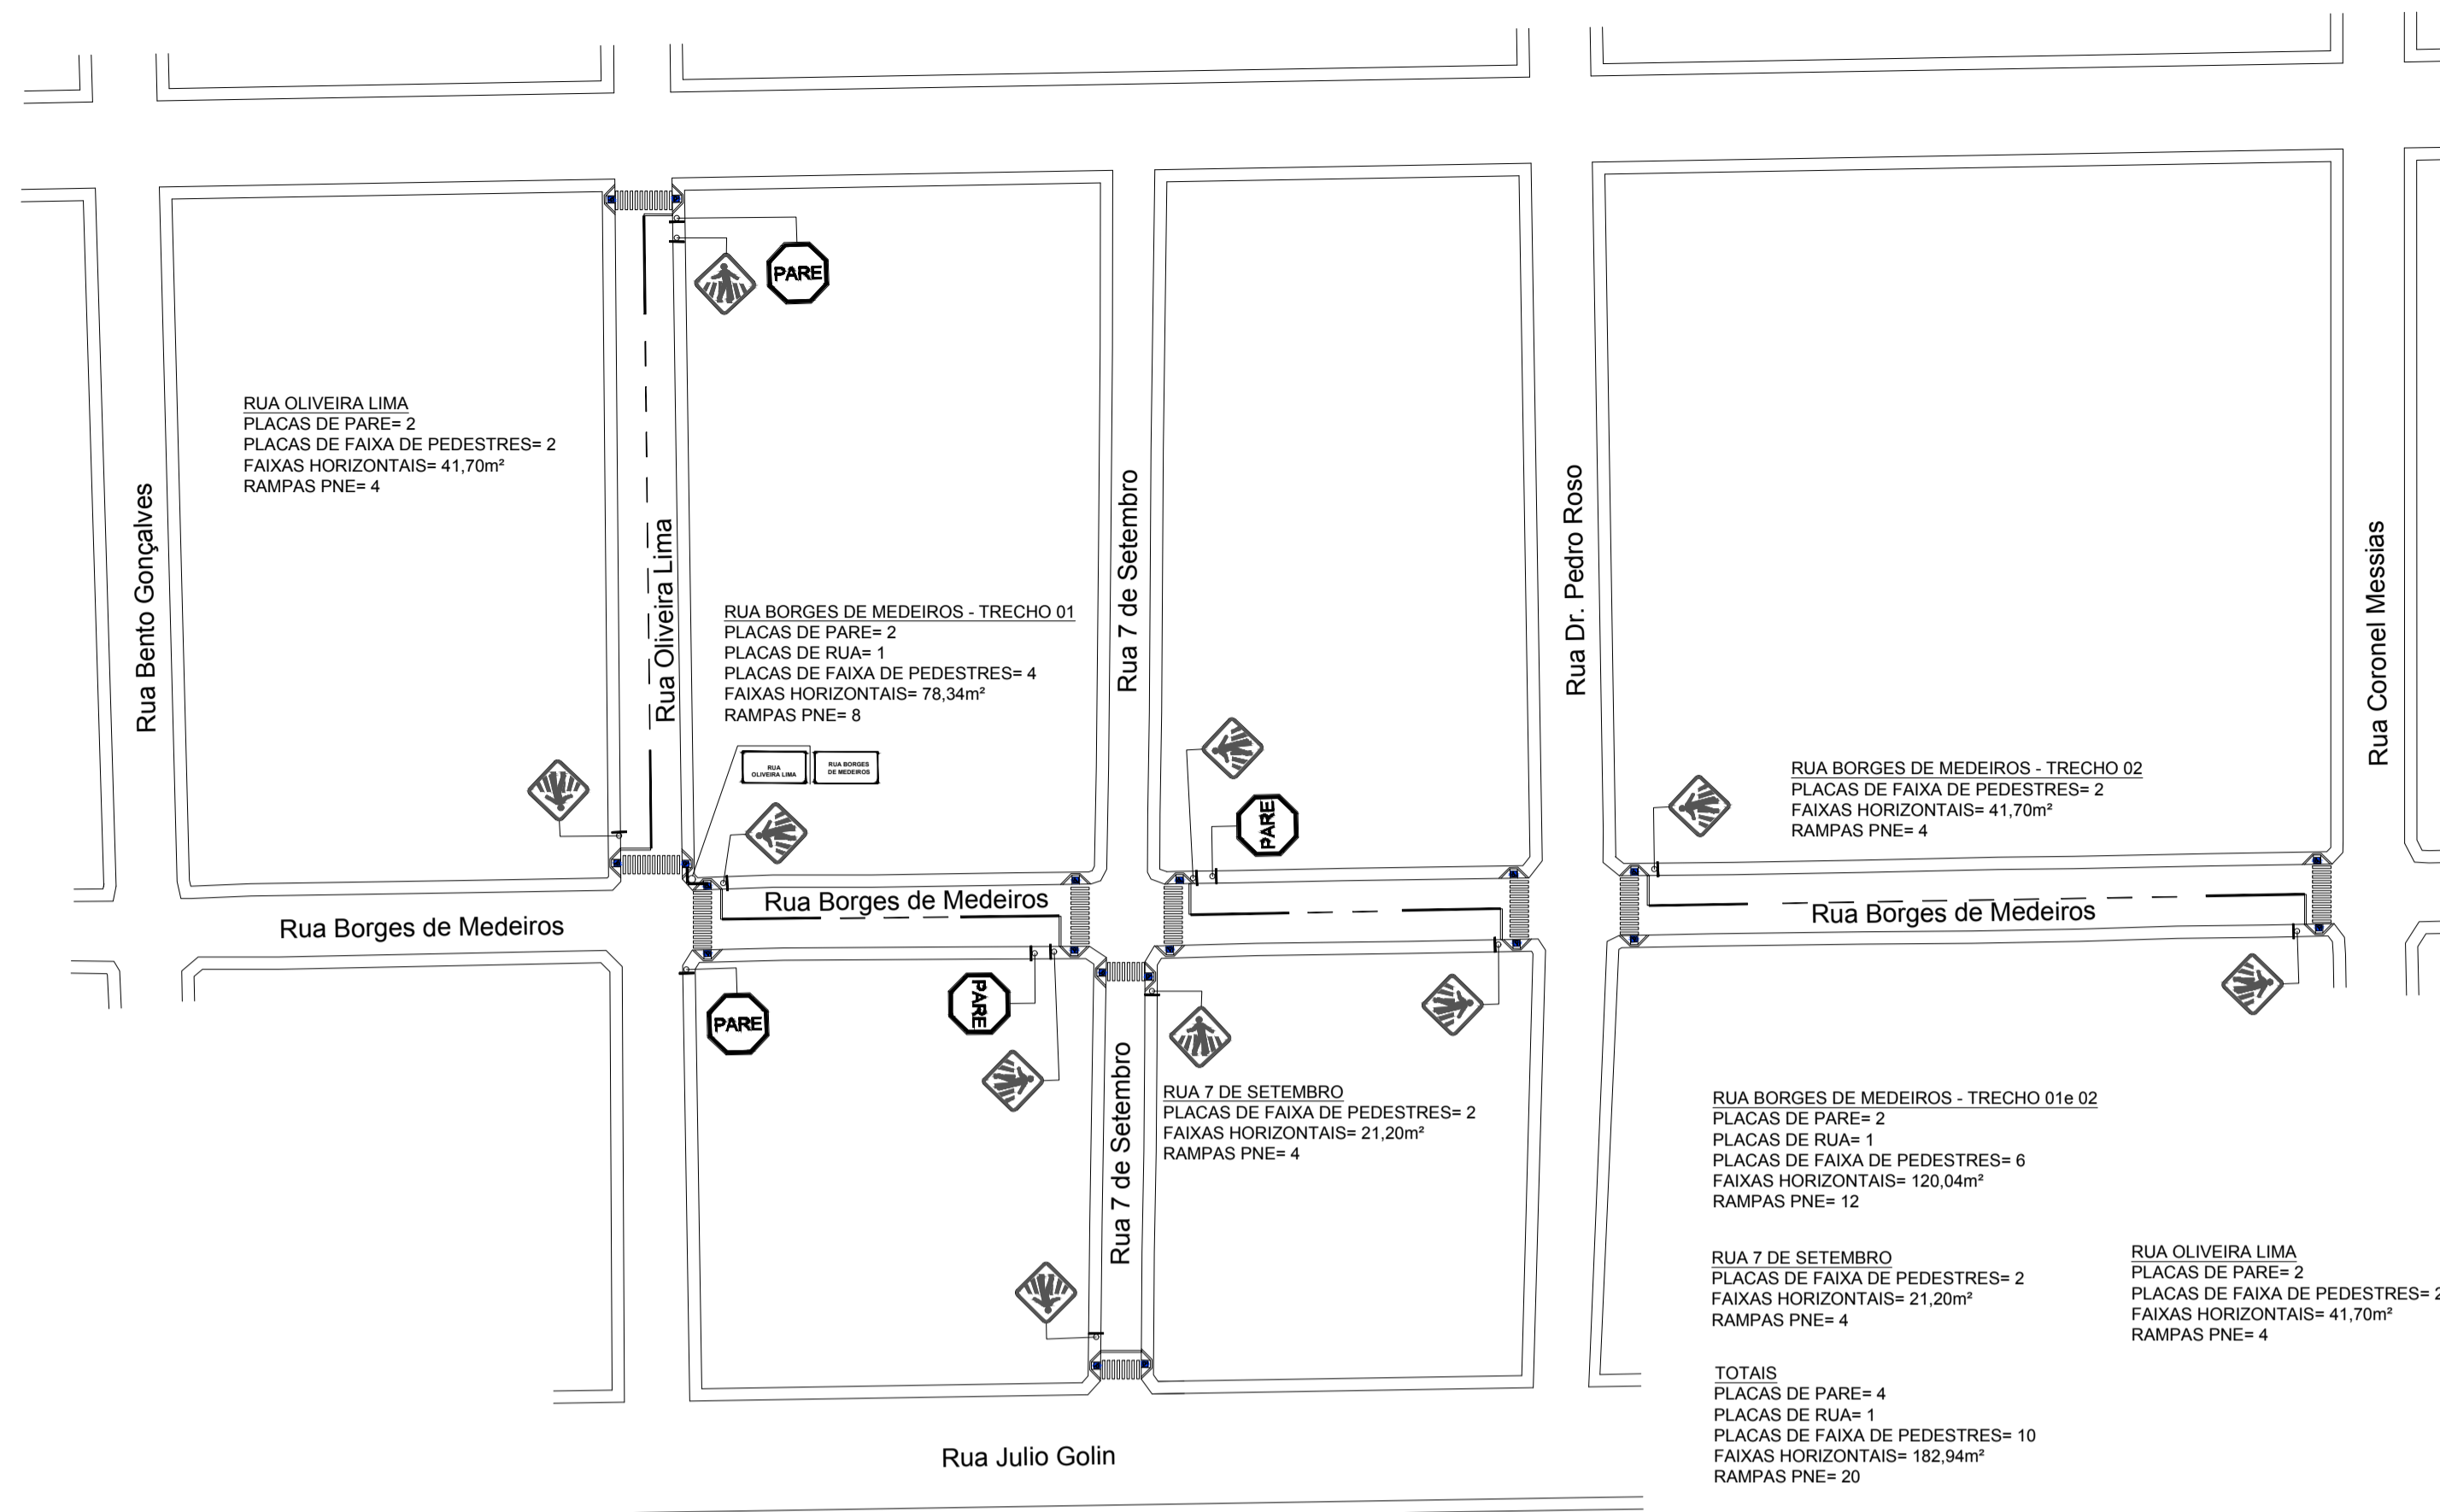 PARE
RUA OLIVEIRA LIMA
PLACAS DE PARE= 2
PLACAS DE FAIXA DE PEDESTRES= 2
FAIXAS HORIZONTAIS= 41,70m²
RAMPAS PNE= 4
Rua Bento Gonçalves
Rua Oliveira Lima
Rua 7 de Setembro
Rua Dr. Pedro Roso
Rua Coronel Messias
RUA BORGES DE MEDEIROS - TRECHO 01
PLACAS DE PARE= 2
PLACAS DE RUA= 1
PLACAS DE FAIXA DE PEDESTRES= 4
FAIXAS HORIZONTAIS= 78,34m²
RAMPAS PNE= 8
RUA
OLIVEIRA LIMA
RUA BORGES
DE MEDEIROS
PARE
RUA BORGES DE MEDEIROS - TRECHO 02
PLACAS DE FAIXA DE PEDESTRES= 2
FAIXAS HORIZONTAIS= 41,70m²
RAMPAS PNE= 4
Rua Borges de Medeiros
Rua Borges de Medeiros
Rua Borges de Medeiros
PARE
PARE
Rua 7 de Setembro
RUA 7 DE SETEMBRO
PLACAS DE FAIXA DE PEDESTRES= 2
FAIXAS HORIZONTAIS= 21,20m²
RAMPAS PNE= 4
RUA BORGES DE MEDEIROS - TRECHO 01e 02
PLACAS DE PARE= 2
PLACAS DE RUA= 1
PLACAS DE FAIXA DE PEDESTRES= 6
FAIXAS HORIZONTAIS= 120,04m²
RAMPAS PNE= 12
RUA 7 DE SETEMBRO
PLACAS DE FAIXA DE PEDESTRES= 2
FAIXAS HORIZONTAIS= 21,20m²
RAMPAS PNE= 4
RUA OLIVEIRA LIMA
PLACAS DE PARE= 2
PLACAS DE FAIXA DE PEDESTRES= 2
FAIXAS HORIZONTAIS= 41,70m²
RAMPAS PNE= 4
TOTAIS
PLACAS DE PARE= 4
PLACAS DE RUA= 1
PLACAS DE FAIXA DE PEDESTRES= 10
FAIXAS HORIZONTAIS= 182,94m²
RAMPAS PNE= 20
Rua Julio Golin